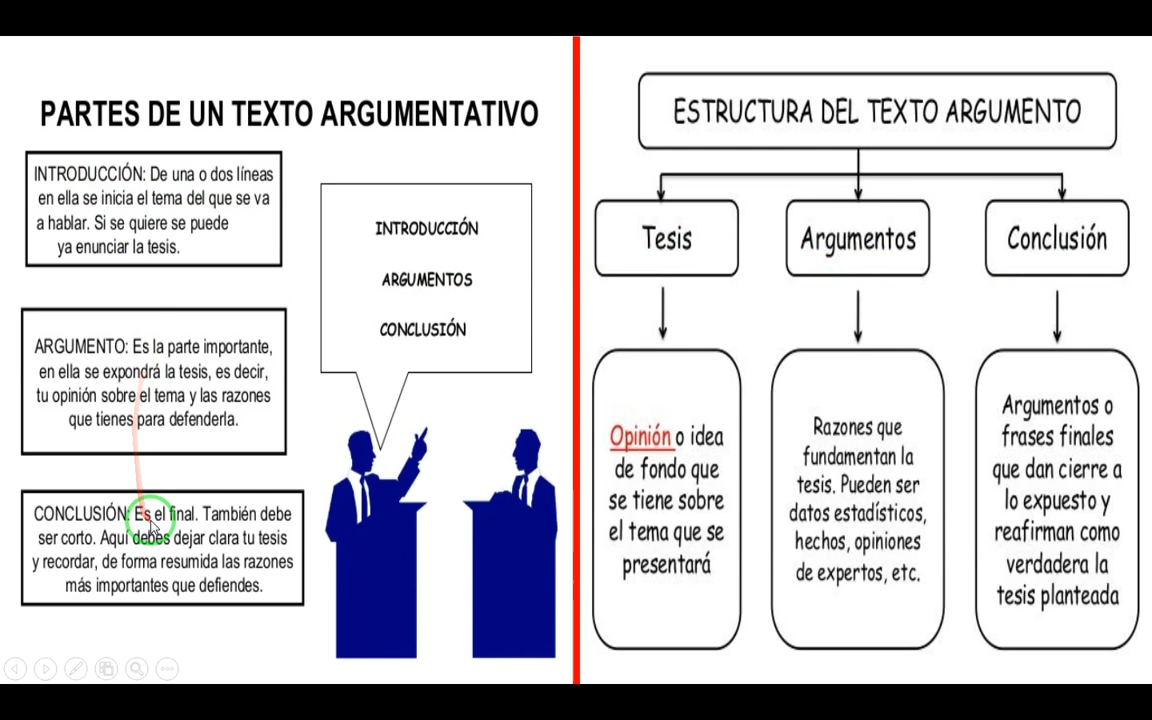 PARTES DE UN TEXTO ARGUMENTATIVO
INTRODUCCIÓN: De una o dos líneas
en ella se inicia el tema del que se va
a hablar. Si se quiere se puede
ya enunciar la tesis.
ARGUMENTO: Es la parte importante,
en ella se expondrá la tesis, es decir,
tu opinión sobre el tema y las razones
que tienes para defenderla.
CONCLUSIÓN: Es el final. También debe
ser corto. Aquí debes dejar clara tu tesis
y recordar, de forma resumida las razones
más importantes que defiendes.
INTRODUCCIÓN
ARGUMENTOS
CONCLUSIÓN
ESTRUCTURA DEL TEXTO ARGUMENTO
Tesis
Argumentos
Conclusión
Opinión o idea
de fondo que
se tiene sobre
el tema que se
presentará
Razones que
fundamentan la
tesis. Pueden ser
datos estadísticos,
hechos, opiniones
de expertos, etc.
Argumentos o
frases finales
que dan cierre a
lo expuesto y
reafirman como
verdadera la
tesis planteada